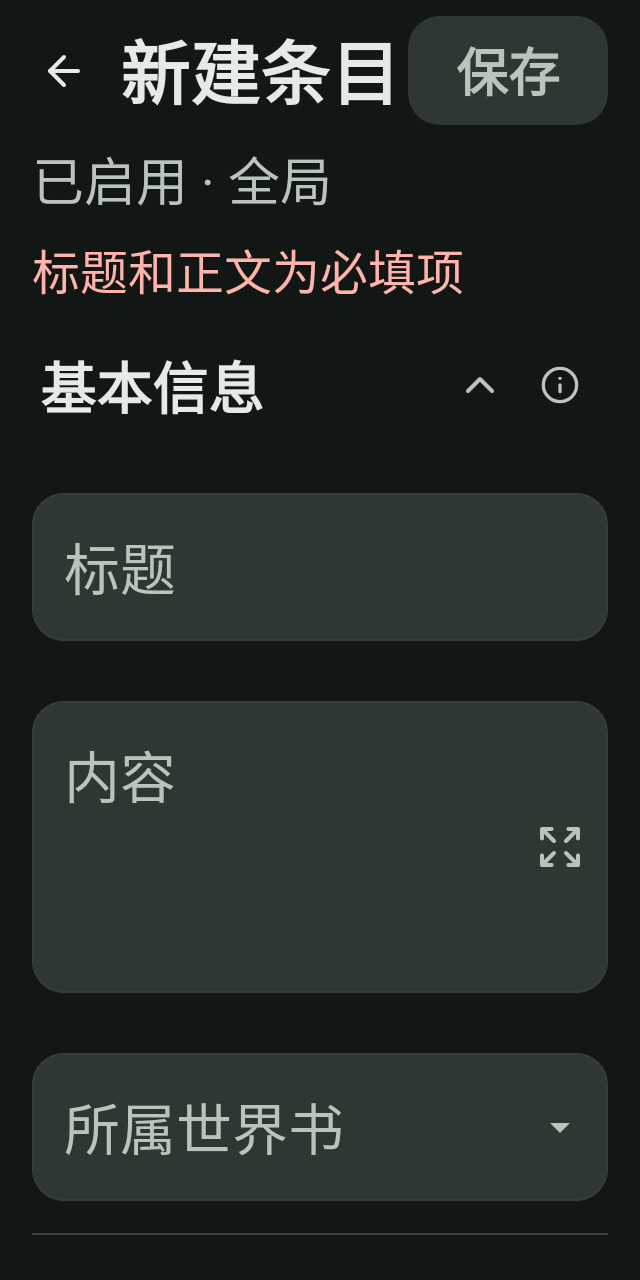 新建条目
保存
已启用 · 全局
标题和正文为必填项
基本信息
标题
内容
所属世界书